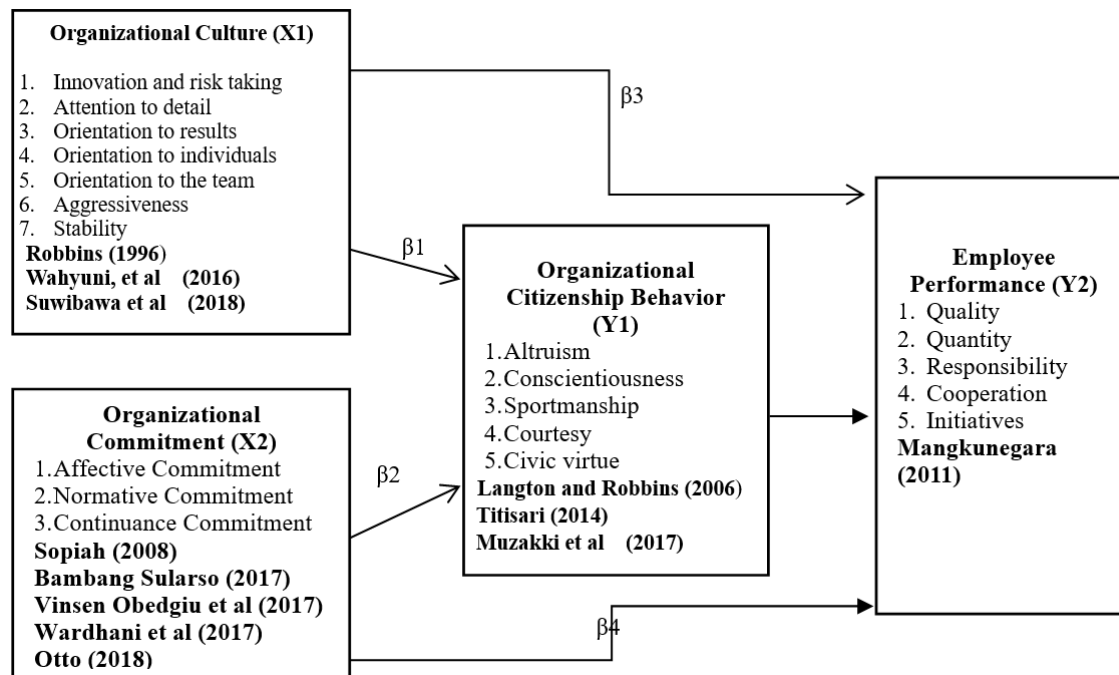 Organizational Culture (X1)
1. Innovation and risk taking
2. Attention to detail
3. Orientation to results
4. Orientation to individuals
5. Orientation to the team
6. Aggressiveness
7. Stability
Robbins (1996)
Wahyuni, et al (2016)
Suwibawa et al (2018)
β3
β1
Organizational
Citizenship Behavior
(Y1)
1.Altruism
2.Conscientiousness
3.Sportmanship
4.Courtesy
5.Civic virtue
Langton and Robbins (2006)
Titisari (2014)
Muzakki et al (2017)
Employee
Performance (Y2)
1. Quality
2. Quantity
3. Responsibility
4. Cooperation
5. Initiatives
Mangkunegara
(2011)
Organizational
Commitment (X2)
1.Affective Commitment
2.Normative Commitment
3.Continuance Commitment
Sopiah (2008)
Bambang Sularso (2017)
Vinsen Obedgiu et al (2017)
Wardhani et al (2017)
Otto (2018)
β2
β4